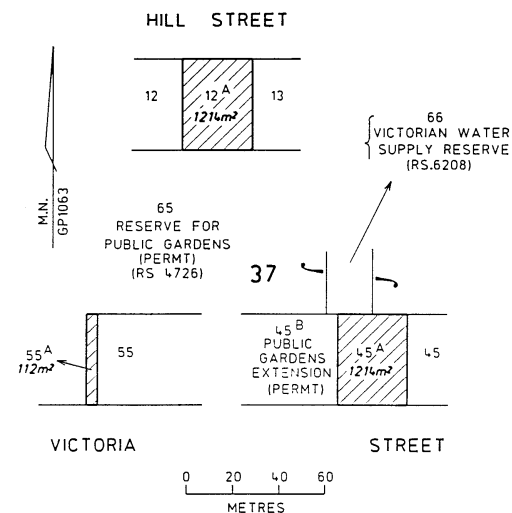 HILL STREET
12
12A
13
1214m²
66
VICTORIAN WATER
SUPPLY RESERVE
(RS.6208)
M.N.
GP1063
65
RESERVE FOR
PUBLIC GARDENS
(PERMT)
(RS 4726)
37
55A
112m²
55
45B
PUBLIC
GARDENS
EXTENSION
(PERMT)
45A
1214m²
45
VICTORIA STREET
0 20 40 60
METRES